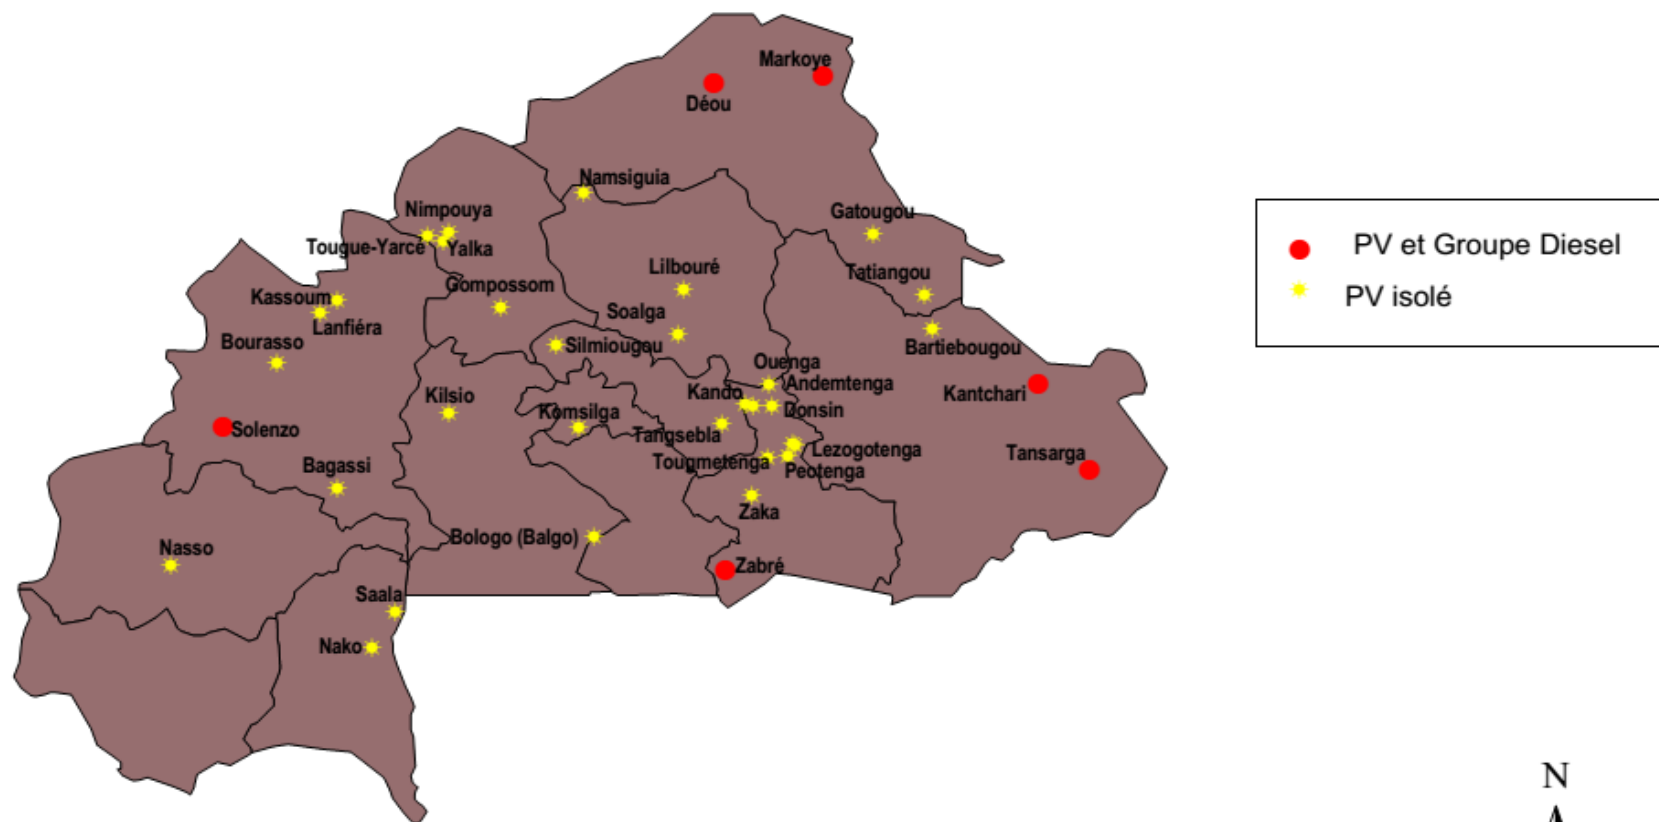 Markoye
Déou
Namsiguia
Nimpouya
Gatougou
Tougue-Yarcé
Yalka
Lilbouré
Tatiangou
Gompossom
Kassoum
Soalga
Lanfiéra
Bourasso
Silmiougou
Bartiebougou
Ouenga
Andemtenga
Kando
Kantchari
Kilsio
Komsilga
Donsin
Solenzo
Tangsebla
Lezogotenga
Tansarga
Bagassi
Tougmetenga
Peotenga
Zaka
Bologo (Balgo)
Nasso
Zabré
Saala
Nako
PV et Groupe Diesel
PV isolé
N